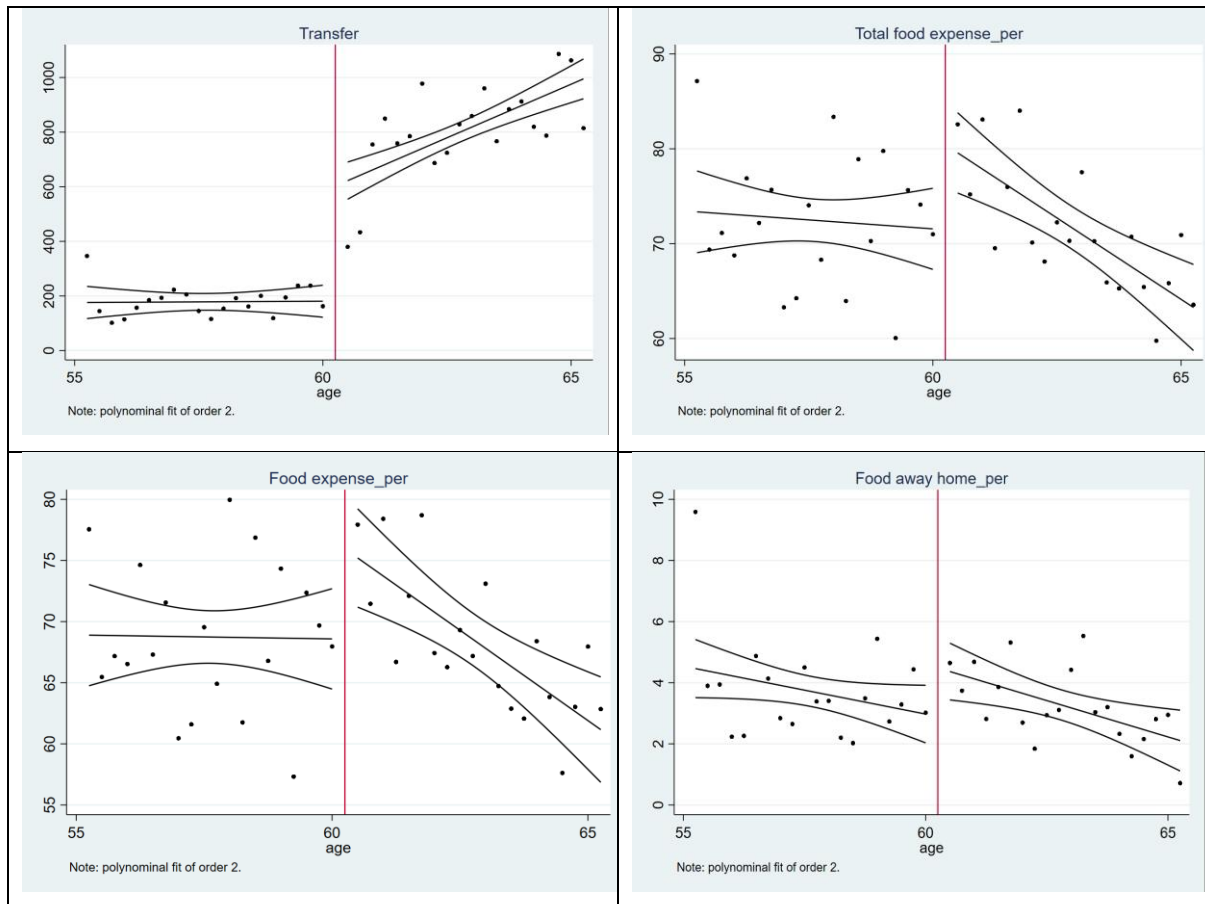 Transfer
1000
800
600
400
200
0
55
60
65
age
Note: polynominal fit of order 2.
Total food expense_per
90
80
70
60
55
60
65
age
Note: polynominal fit of order 2.
Food expense_per
80
75
70
65
60
55
55
60
65
age
Note: polynominal fit of order 2.
Food away home_per
10
8
6
4
2
0
55
60
65
age
Note: polynominal fit of order 2.